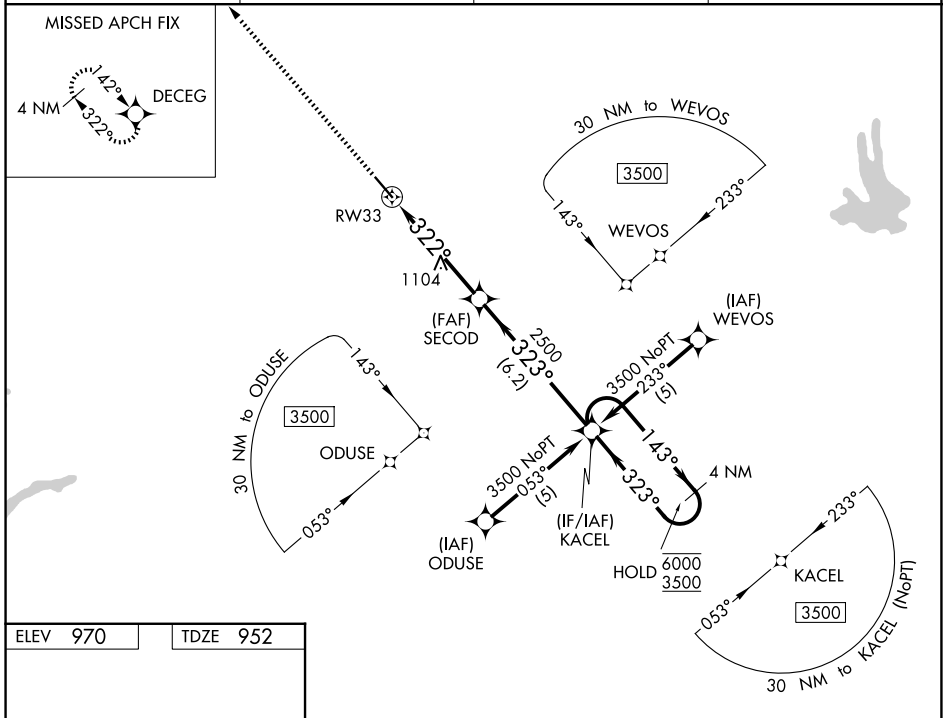 MISSED APCH FIX
142°
4 NM
DECEG
322°
30 NM to WEVOS
3500
143°
233°
WEVOS
RW33
322°
1104
(FAF)
SECOD
2500
323°
(6.2)
(IAF)
WEVOS
3500 NoPT
233°
(5)
30 NM to ODUSE
143°
3500
ODUSE
053°
3500 NoPT
053°
(5)
(IAF)
ODUSE
(IF/IAF)
KACEL
143°
323°
4 NM
HOLD
6000
3500
233°
KACEL
053°
3500
30 NM to KACEL (NoPT)
ELEV 970
TDZE 952